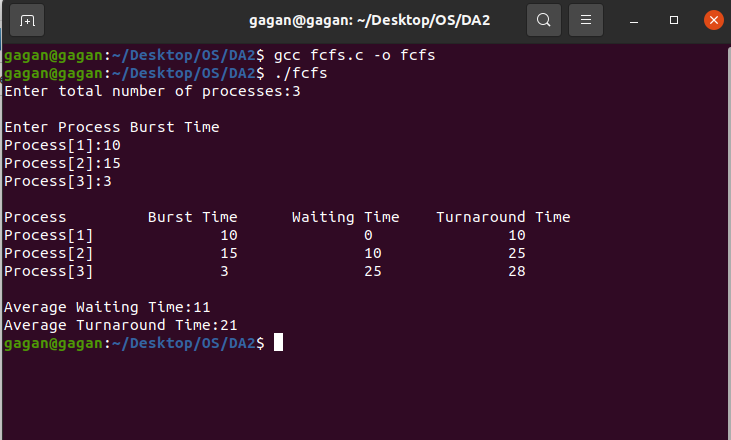 gagan@gagan: ~/Desktop/OS/DA2
gagan@gagan:~/Desktop/OS/DA2$ gcc fcfs.c -o fcfs
gagan@gagan:~/Desktop/OS/DA2$ ./fcfs
Enter total number of processes:3
Enter Process Burst Time
Process[1]:10
Process[2]:15
Process[3]:3
Process Burst Time Waiting Time Turnaround Time
Process[1] 10 0 10
Process[2] 15 10 25
Process[3] 3 25 28
Average Waiting Time:11
Average Turnaround Time:21
gagan@gagan:~/Desktop/OS/DA2$